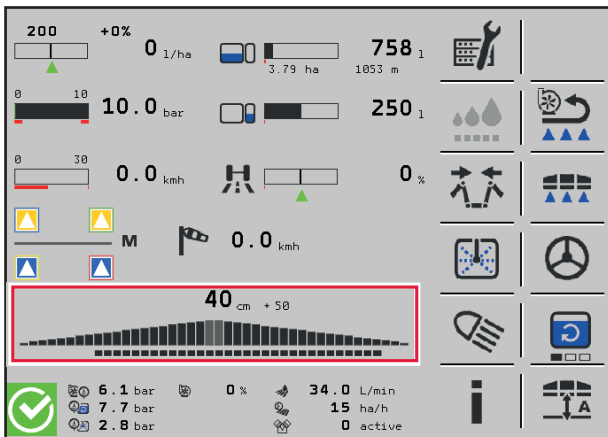 200 +0%
0 l/ha
758 l
3.79 ha 1053 m
0 10
10.0 bar
250 l
0 30
0.0 kmh
0 %
M
0.0 kmh
40 cm + 50
6.1 bar 0 % 34.0 L/min
7.7 bar 15 ha/h
2.8 bar 0 active
A